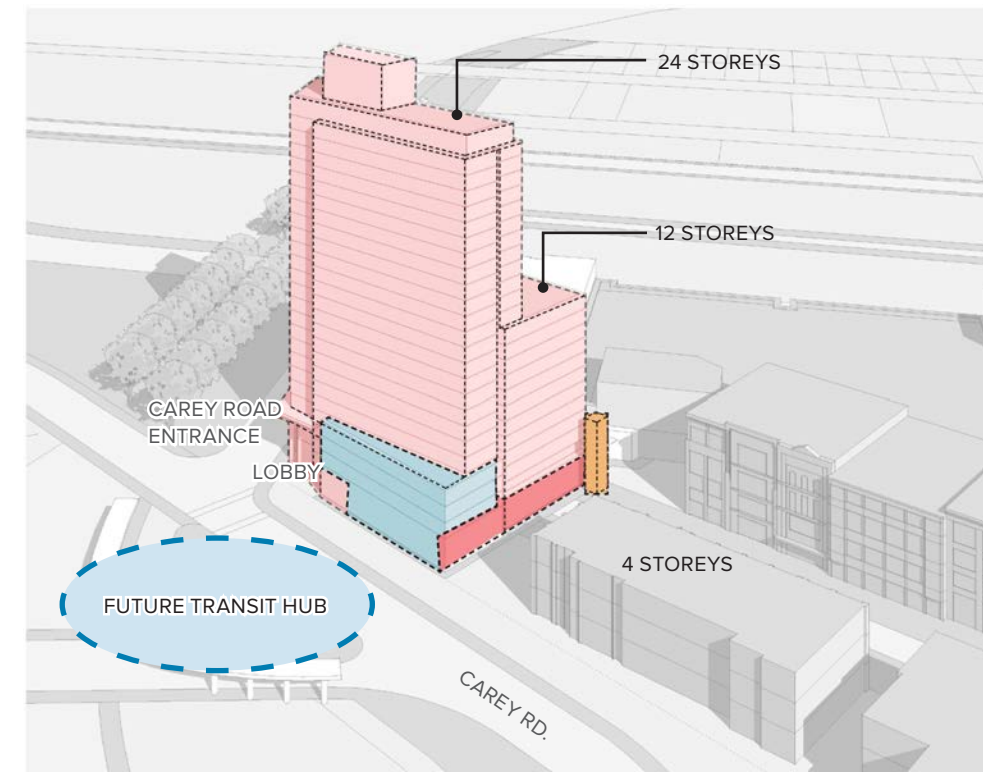 24 STOREYS
12 STOREYS
CAREY ROAD
ENTRANCE
LOBBY
4 STOREYS
FUTURE TRANSIT HUB
CAREY RD.